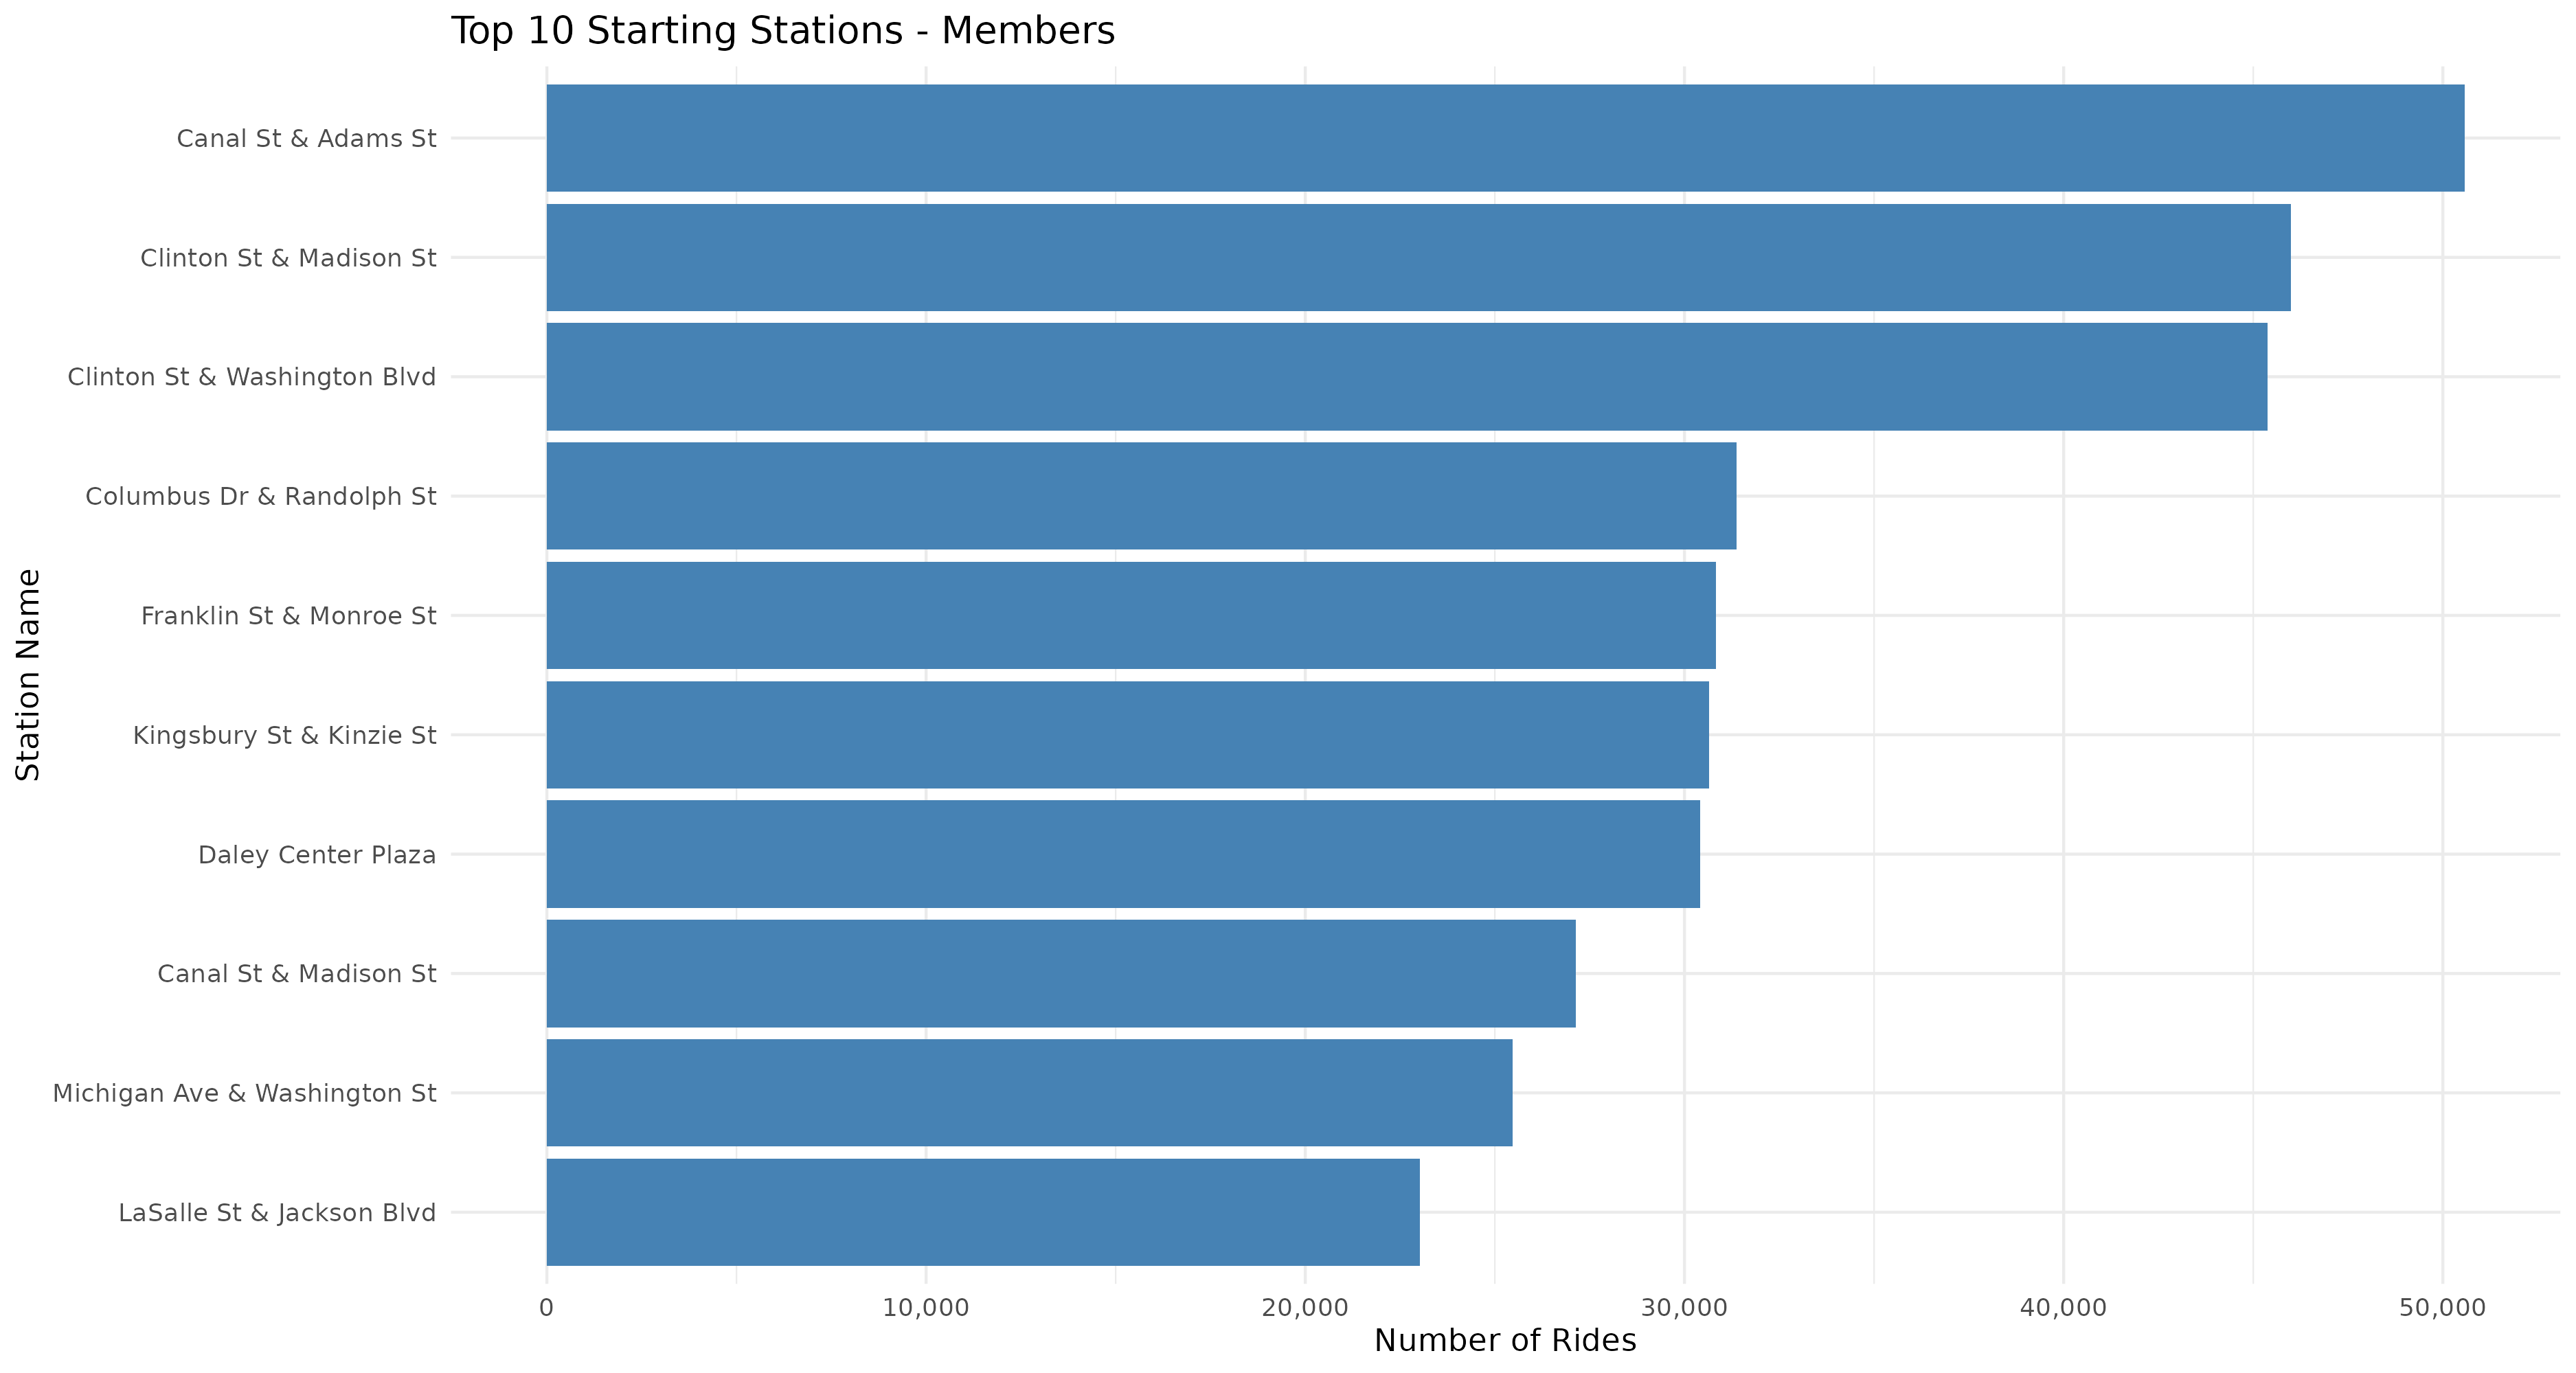 Top 10 Starting Stations - Members
Station Name
Canal St & Adams St
Clinton St & Madison St
Clinton St & Washington Blvd
Columbus Dr & Randolph St
Franklin St & Monroe St
Kingsbury St & Kinzie St
Daley Center Plaza
Canal St & Madison St
Michigan Ave & Washington St
LaSalle St & Jackson Blvd
0 10,000 20,000 30,000 40,000 50,000
Number of Rides